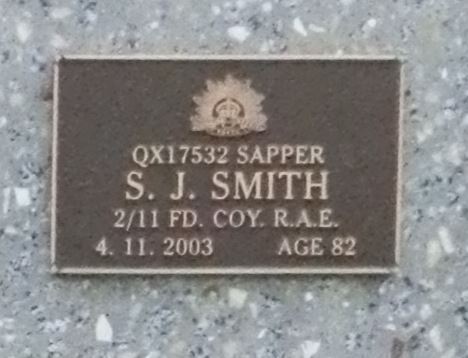 QX17532 SAPPER
S. J. SMITH
2/11 FD. COY. R.A.E.
4. 11. 2003 AGE 82